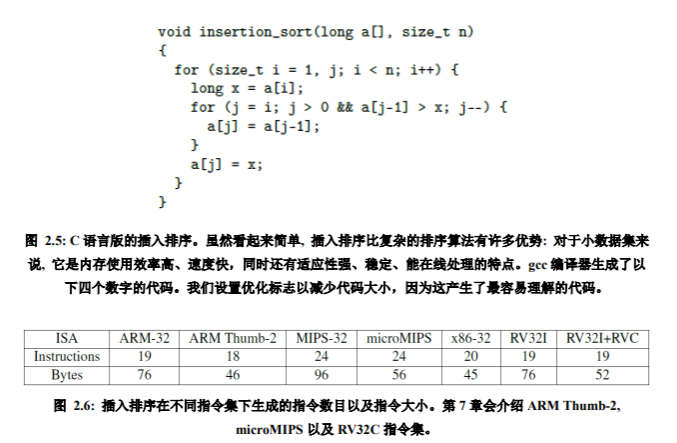 void insertion_sort(long a[], size_t n)
{
for (size_t i = 1, j; i < n; i++) {
long x = a[i];
for (j = i; j > 0 && a[j-1] > x; j--) {
a[j] = a[j-1];
}
a[j] = x;
}
}
图 2.5: C 语言版的插入排序。虽然看起来简单, 插入排序比复杂的排序算法有许多优势: 对于小数据集来
说, 它是内存使用效率高、速度快，同时还有适应性强、稳定、能在线处理的特点。gcc 编译器生成了以
下四个数字的代码。我们设置优化标志以减少代码大小，因为这产生了最容易理解的代码。
ISA ARM-32 ARM Thumb-2 MIPS-32 microMIPS x86-32 RV32I RV32I+RVC
Instructions 19 18 24 24 20 19 19
Bytes 76 46 96 56 45 76 52
图 2.6: 插入排序在不同指令集下生成的指令数目以及指令大小。第 7 章会介绍 ARM Thumb-2,
microMIPS 以及 RV32C 指令集。